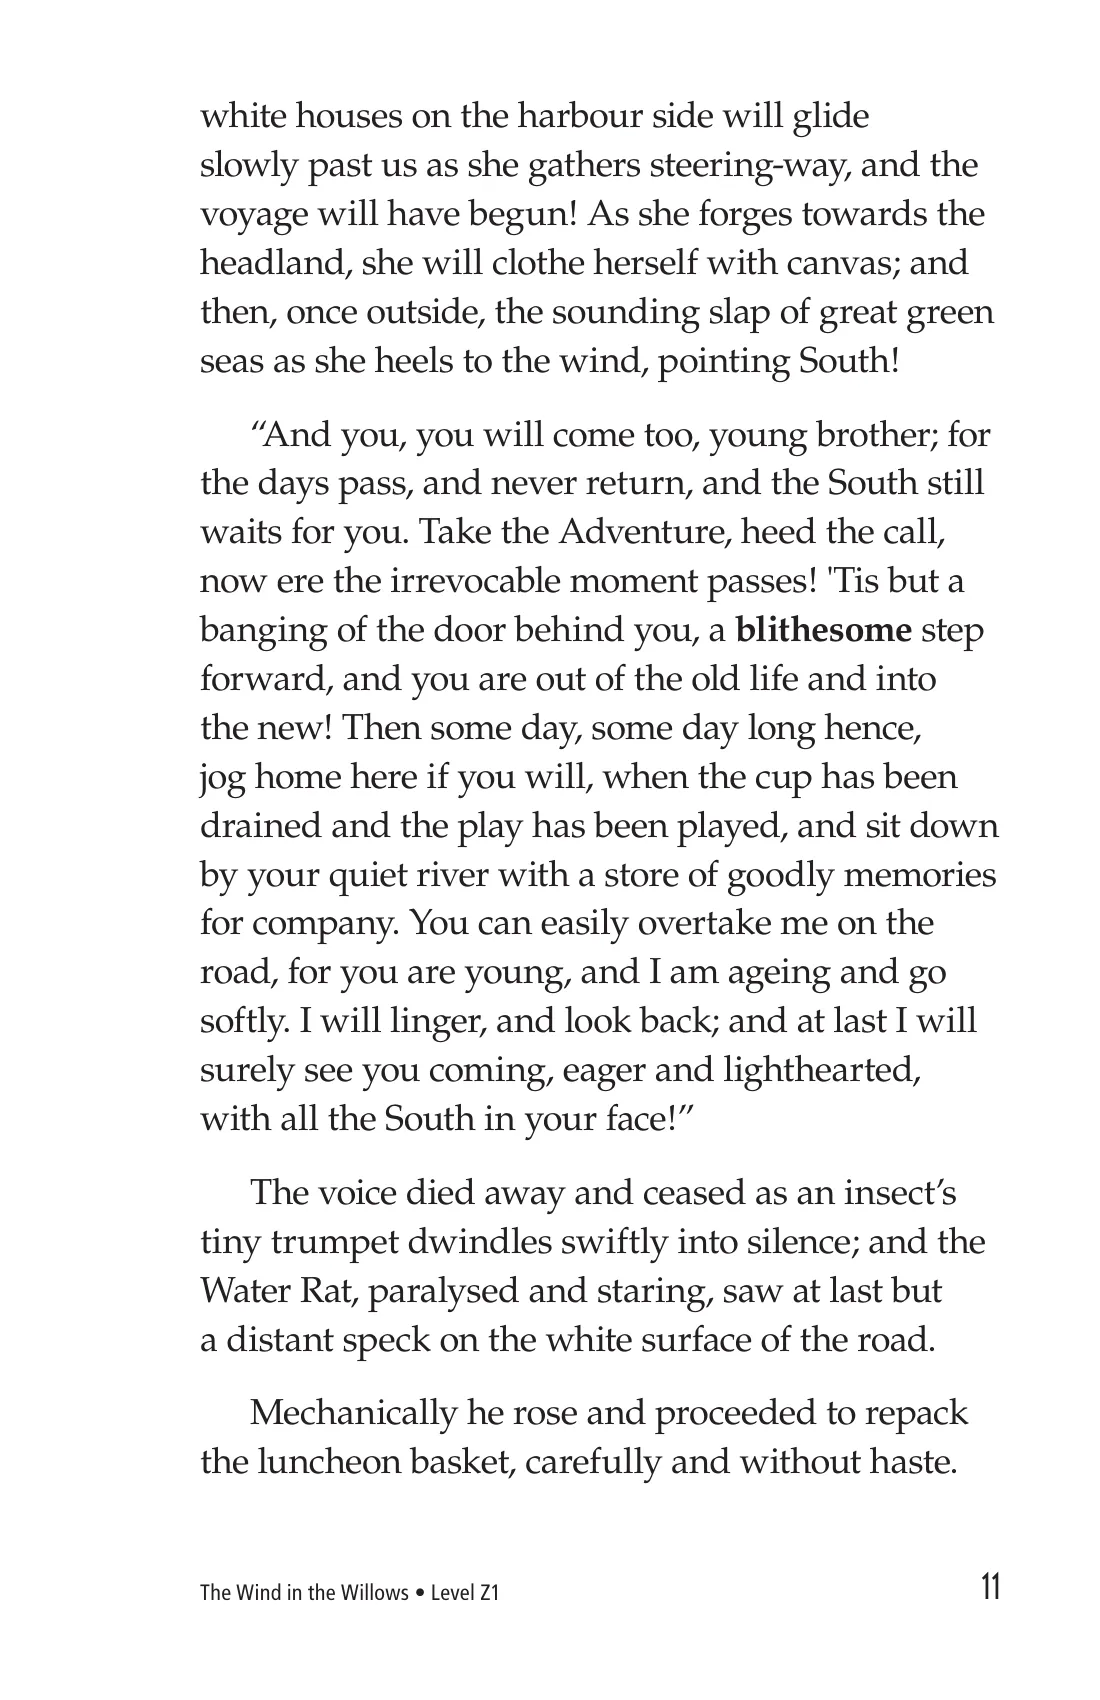 white houses on the harbour side will glide
slowly past us as she gathers steering-way, and the
voyage will have begun! As she forges towards the
headland, she will clothe herself with canvas; and
then, once outside, the sounding slap of great green
seas as she heels to the wind, pointing South!
“And you, you will come too, young brother; for
the days pass, and never return, and the South still
waits for you. Take the Adventure, heed the call,
now ere the irrevocable moment passes! 'Tis but a
banging of the door behind you, a blithesome step
forward, and you are out of the old life and into
the new! Then some day, some day long hence,
jog home here if you will, when the cup has been
drained and the play has been played, and sit down
by your quiet river with a store of goodly memories
for company. You can easily overtake me on the
road, for you are young, and I am ageing and go
softly. I will linger, and look back; and at last I will
surely see you coming, eager and lighthearted,
with all the South in your face!”
The voice died away and ceased as an insect’s
tiny trumpet dwindles swiftly into silence; and the
Water Rat, paralysed and staring, saw at last but
a distant speck on the white surface of the road.
Mechanically he rose and proceeded to repack
the luncheon basket, carefully and without haste.
The Wind in the Willows • Level Z1 11